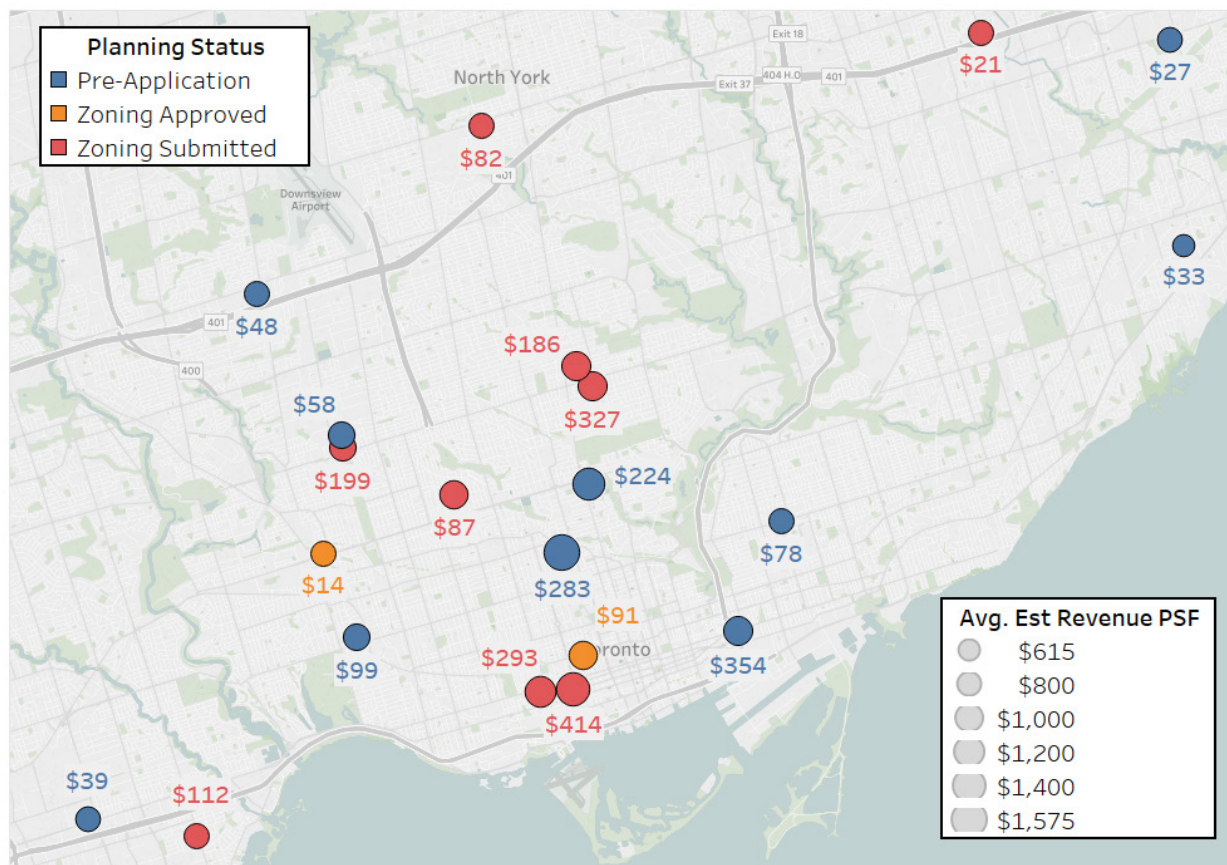 Planning Status
Pre-Application
Zoning Approved
Zoning Submitted
North York
Exit 18
404 H.O
401
Exit 37
$21
$27
$82
401
Downsview
Airport
$33
401
$48
400
$186
$327
$58
$199
$224
$87
$78
$14
$283
$91
$99
$293
oronto
$354
$414
$39
$112
Avg. Est Revenue PSF
$615
$800
$1,000
$1,200
$1,400
$1,575